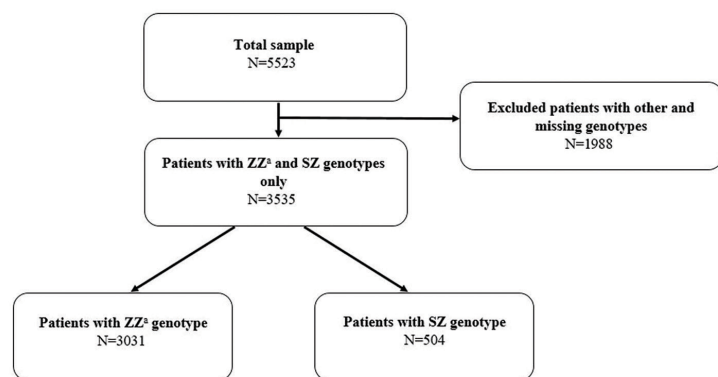 Total sample
N=5523
Excluded patients with other and
missing genotypes
N=1988
Patients with ZZª and SZ genotypes
only
N=3535
Patients with ZZª genotype
N=3031
Patients with SZ genotype
N=504